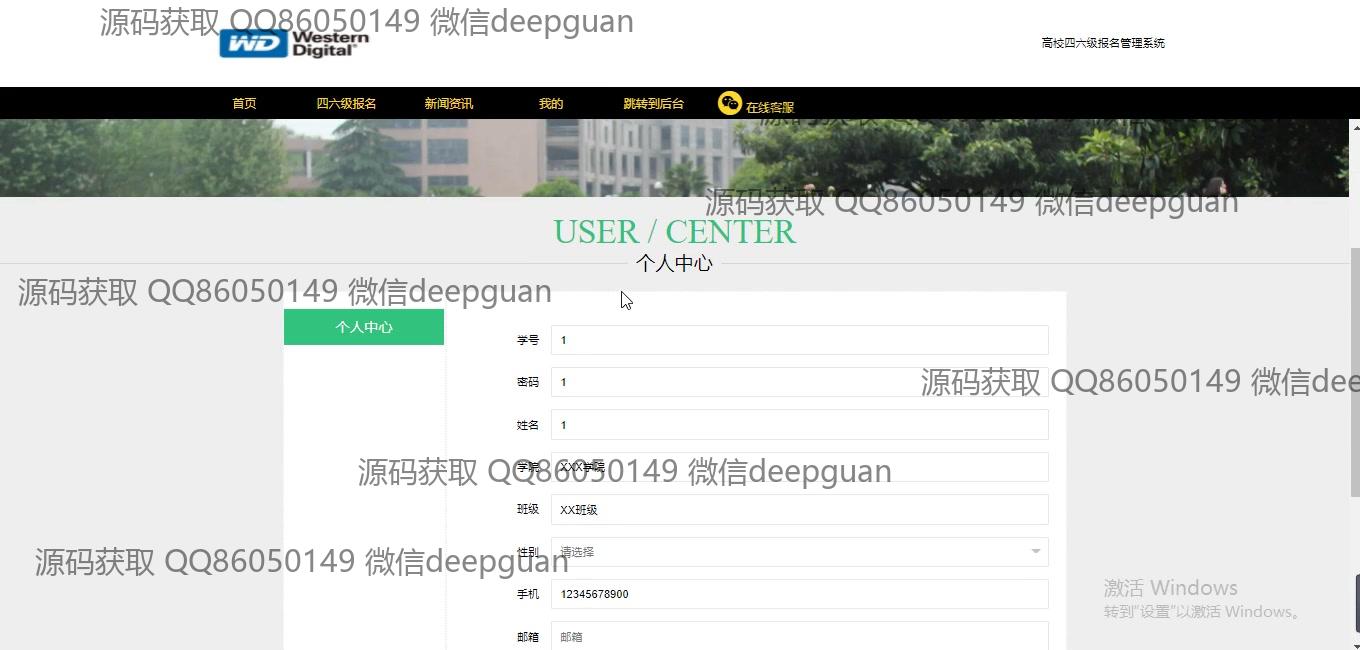 源码获取 QQ86050149 微信deepguan
WD Western Digital
高校四六级报名管理系统
首页 四六级报名 新闻资讯 我的 跳转到后台 在线客服
源码获取 QQ86050149 微信deepguan
USER / CENTER
个人中心
源码获取 QQ86050149 微信deepguan
个人中心
学号 1
密码 1
源码获取 QQ86050149 微信dee
姓名 1
学院 XXX学院
源码获取 QQ86050149 微信deepguan
班级 XX班级
性别 请选择
源码获取 QQ86050149 微信deepguan
手机 12345678900
激活 Windows
转到"设置"以激活 Windows。
邮箱 邮箱